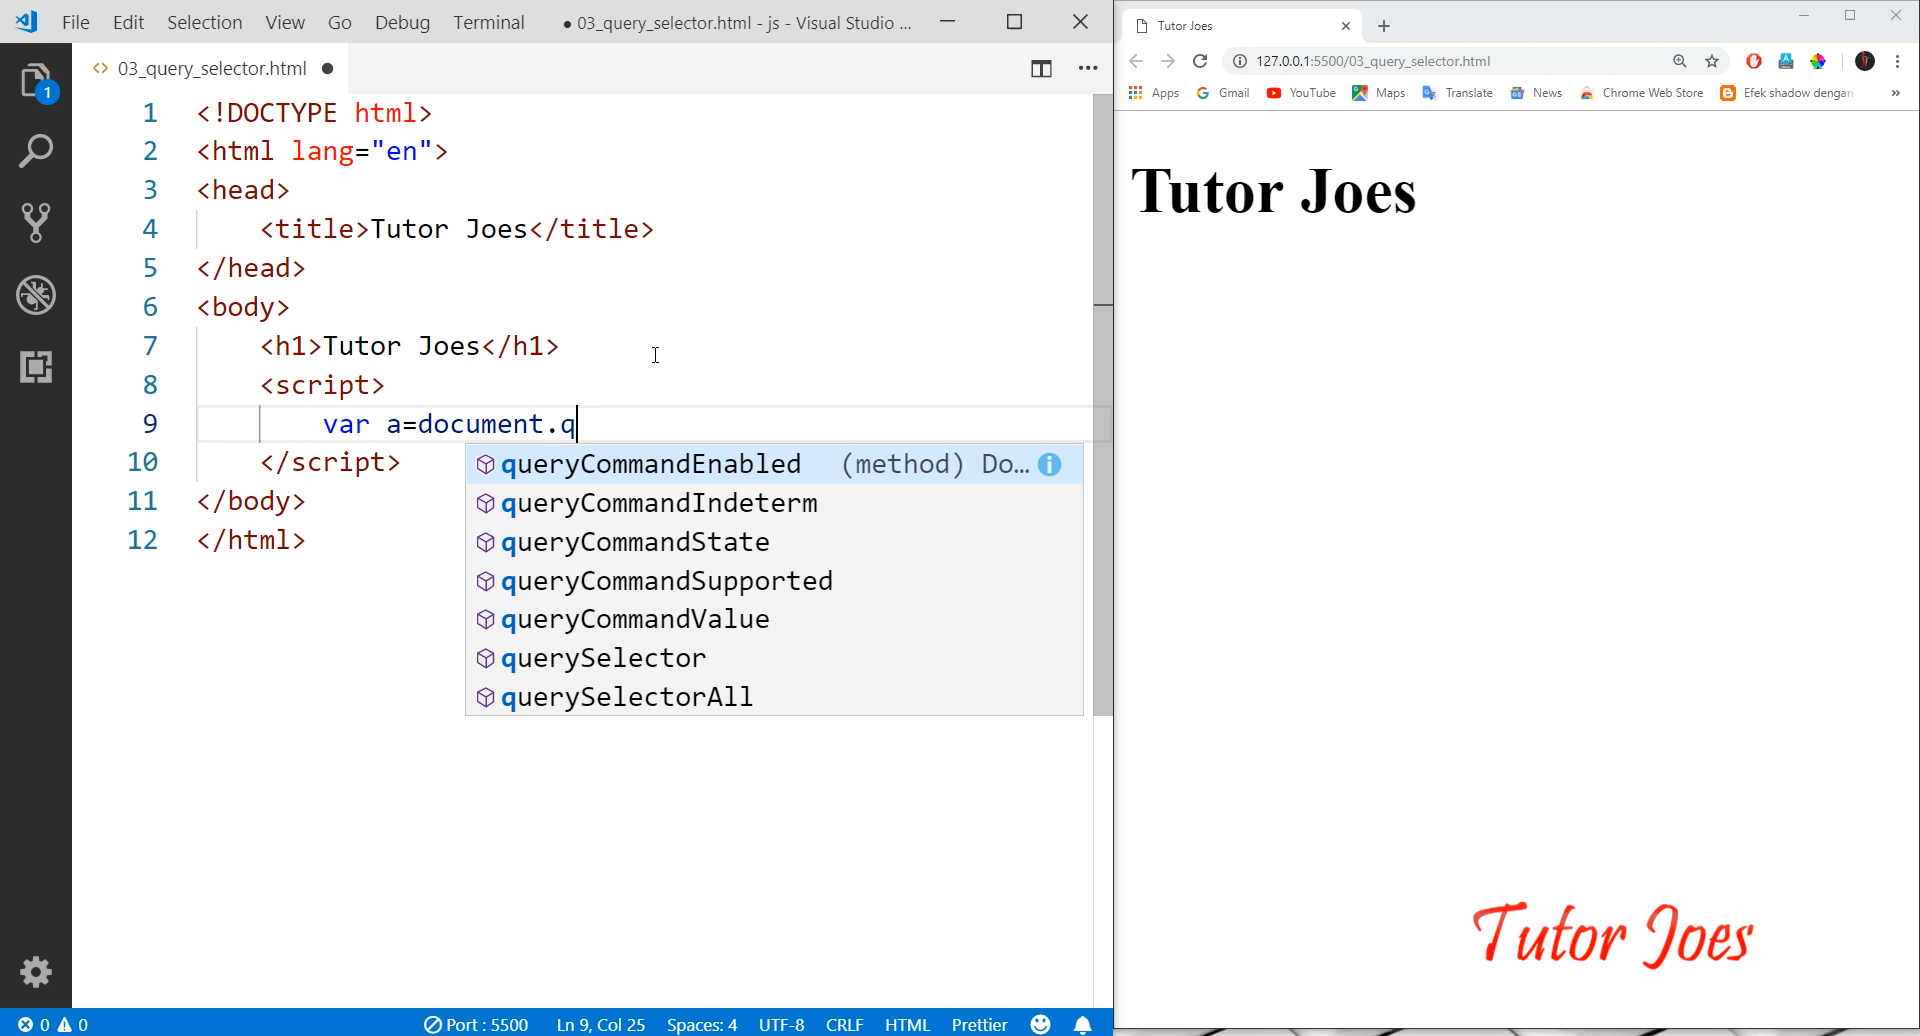 File Edit Selection View Go Debug Terminal ● 03_query_selector.html - js - Visual Studio ...
1
<> 03_query_selector.html ●
1 <!DOCTYPE html>
2 <html lang="en">
3 <head>
4 <title>Tutor Joes</title>
5 </head>
6 <body>
7 <h1>Tutor Joes</h1>
8 <script>
9 var a=document.q
10 </script>
11 </body>
12 </html>
queryCommandEnabled (method) Do...
queryCommandIndeterm
queryCommandState
queryCommandSupported
queryCommandValue
querySelector
querySelectorAll
0 0 Port : 5500 Ln 9, Col 25 Spaces: 4 UTF-8 CRLF HTML Prettier
Tutor Joes
127.0.0.1:5500/03_query_selector.html
Apps Gmail YouTube Maps Translate News Chrome Web Store Efek shadow dengan »
Tutor Joes
Tutor Joes